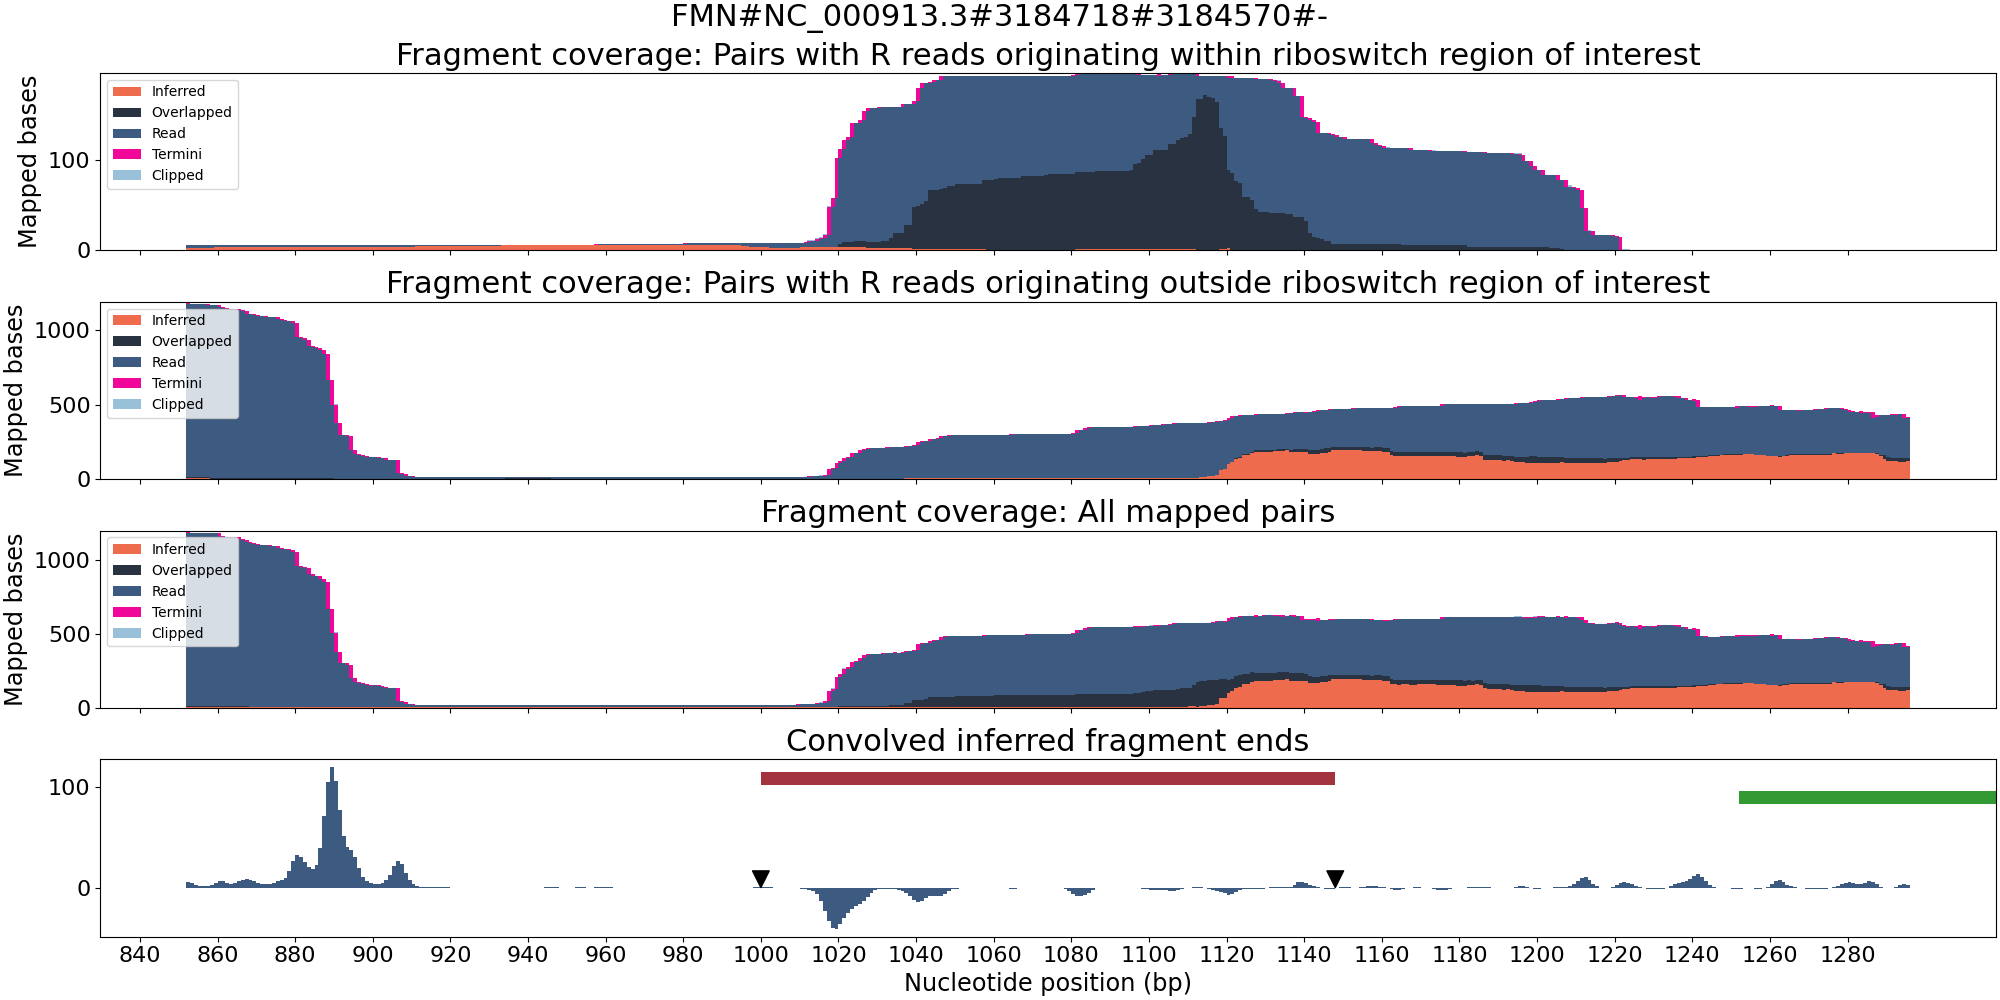 FMN#NC_000913.3#3184718#3184570#-
Fragment coverage: Pairs with R reads originating within riboswitch region of interest
Mapped bases
100
0
Inferred
Overlapped
Read
Termini
Clipped
Fragment coverage: Pairs with R reads originating outside riboswitch region of interest
Mapped bases
1000
500
0
Inferred
Overlapped
Read
Termini
Clipped
Fragment coverage: All mapped pairs
Mapped bases
1000
500
0
Inferred
Overlapped
Read
Termini
Clipped
Convolved inferred fragment ends
100
0
840 860 880 900 920 940 960 980 1000 1020 1040 1060 1080 1100 1120 1140 1160 1180 1200 1220 1240 1260 1280
Nucleotide position (bp)